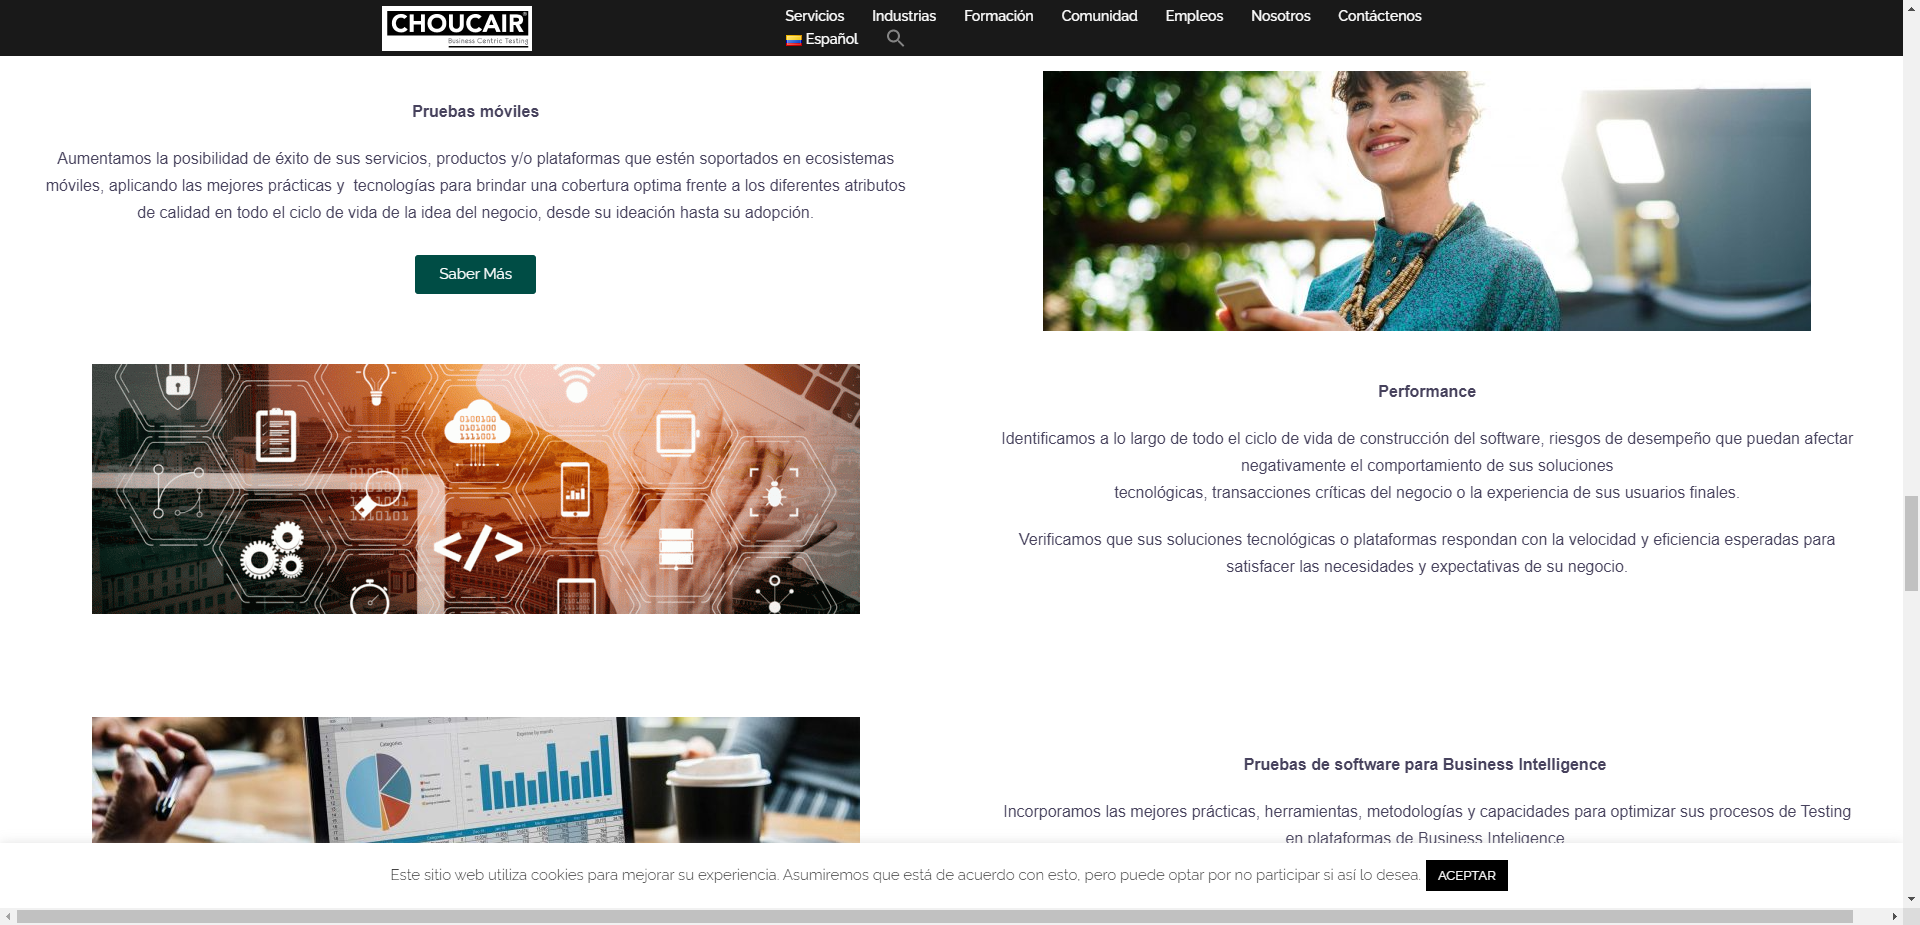 CHOUCAIR
Business Centric Testing
Servicios
Industrias
Formación
Comunidad
Empleos
Nosotros
Contáctenos
Español
Pruebas móviles
Aumentamos la posibilidad de éxito de sus servicios, productos y/o plataformas que estén soportados en ecosistemas
móviles, aplicando las mejores prácticas y  tecnologías para brindar una cobertura optima frente a los diferentes atributos
de calidad en todo el ciclo de vida de la idea del negocio, desde su ideación hasta su adopción.
Saber Más
0100100
0101000
1111001
</>
Performance
Identificamos a lo largo de todo el ciclo de vida de construcción del software, riesgos de desempeño que puedan afectar
negativamente el comportamiento de sus soluciones
tecnológicas, transacciones críticas del negocio o la experiencia de sus usuarios finales.
Verificamos que sus soluciones tecnológicas o plataformas respondan con la velocidad y eficiencia esperadas para
satisfacer las necesidades y expectativas de su negocio.
Categories
Expense by month
Pruebas de software para Business Intelligence
Incorporamos las mejores prácticas, herramientas, metodologías y capacidades para optimizar sus procesos de Testing
en plataformas de Business Inteligence
Este sitio web utiliza cookies para mejorar su experiencia. Asumiremos que está de acuerdo con esto, pero puede optar por no participar si así lo desea.
ACEPTAR